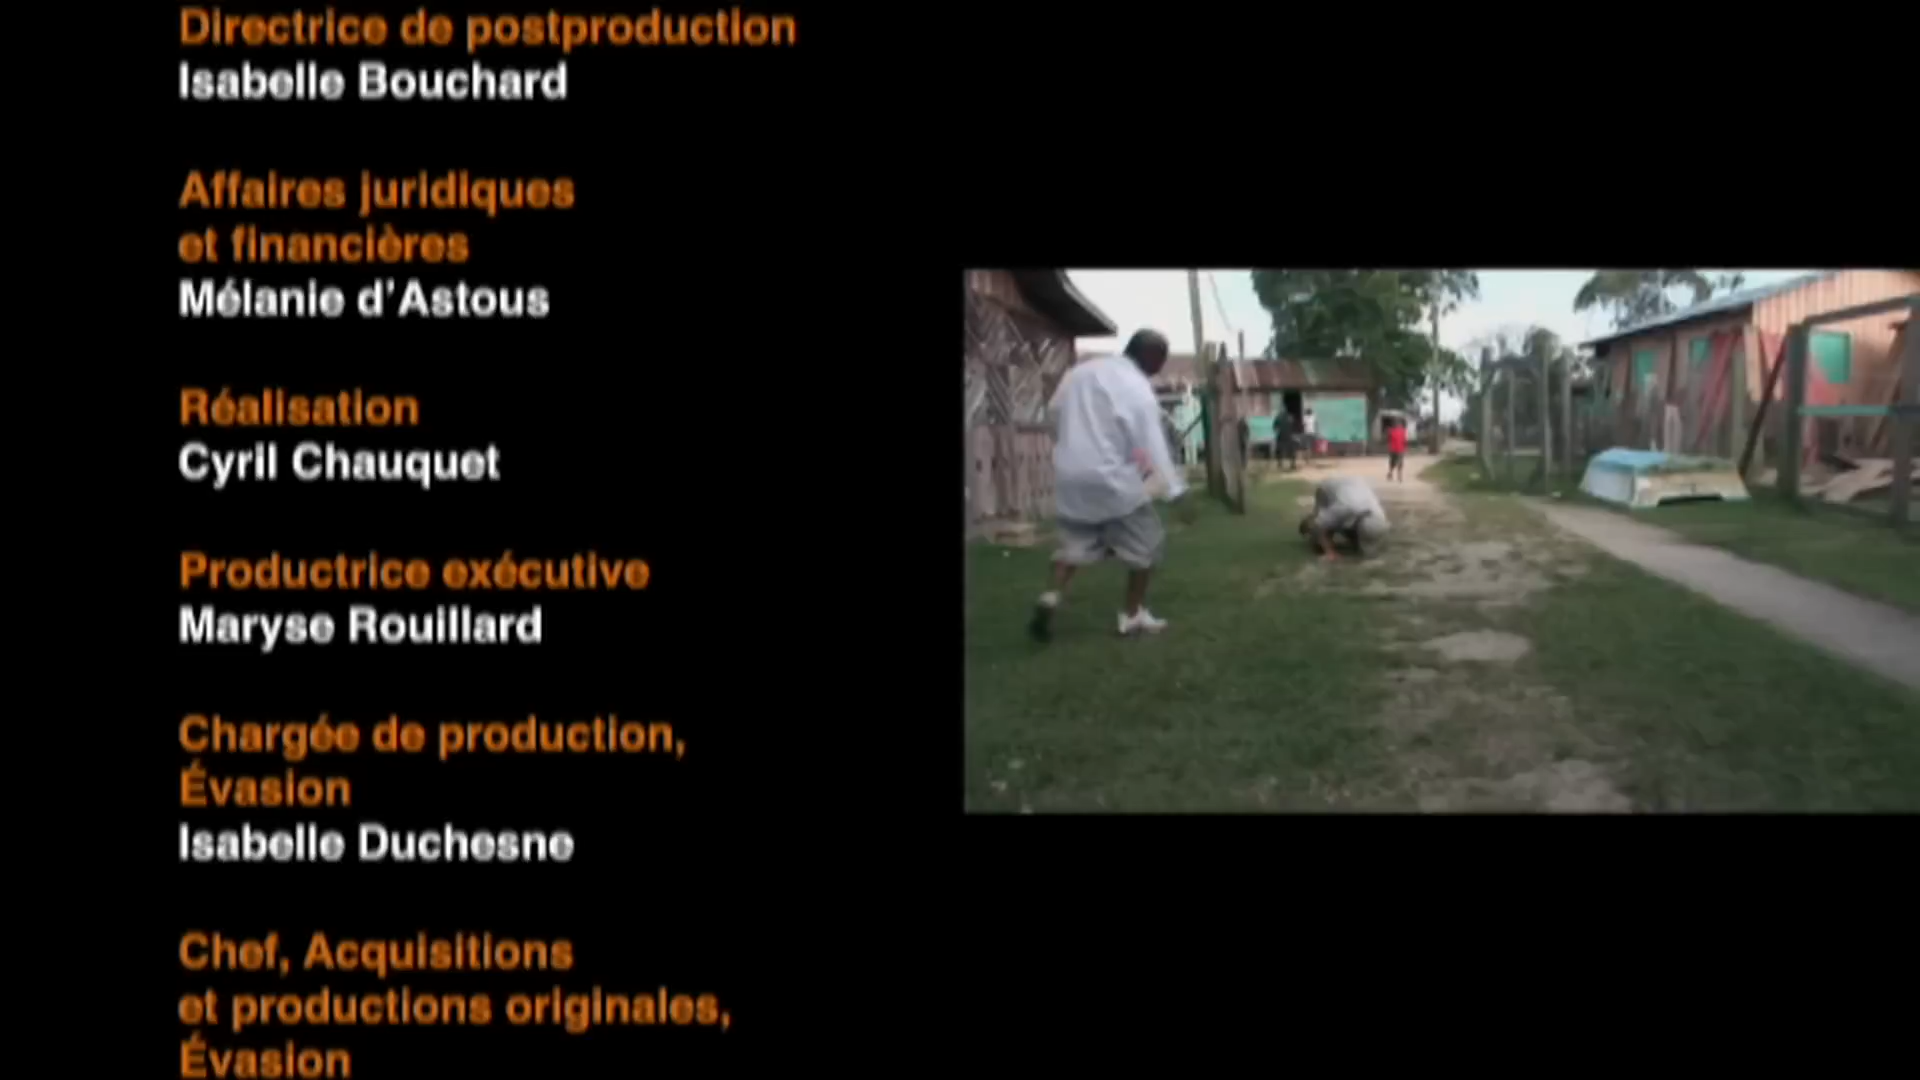 Directrice de postproduction
Isabelle Bouchard
Affaires juridiques
et financières
Mélanie d'Astous
Réalisation
Cyril Chauquet
Productrice exécutive
Maryse Rouillard
Chargée de production,
Évasion
Isabelle Duchesne
Chef, Acquisitions
et productions originales,
Évasion